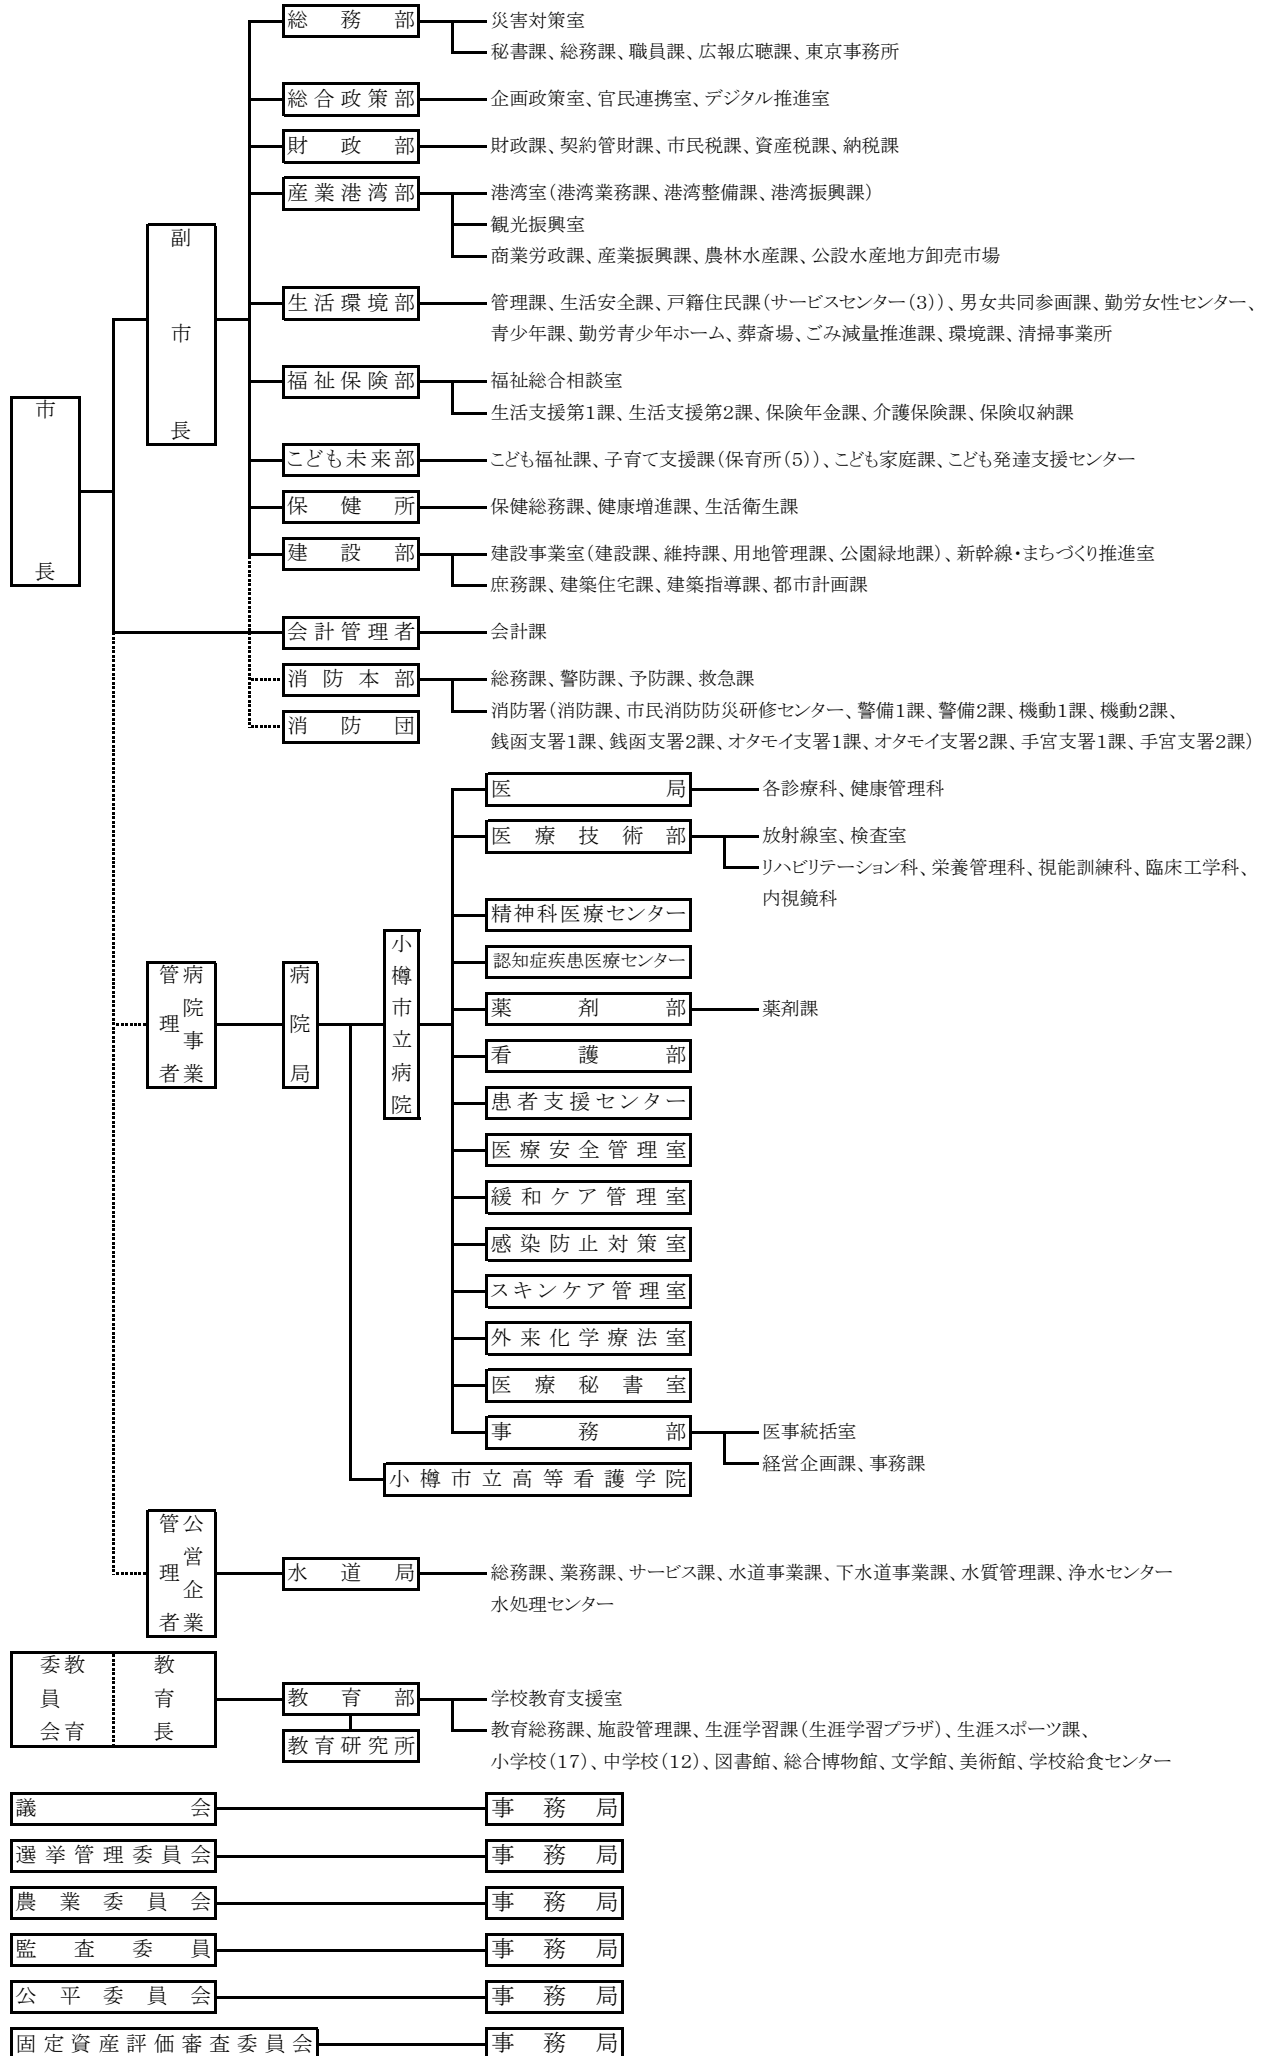 総務部
災害対策室
秘書課、総務課、職員課、広報広聴課、東京事務所
総合政策部
企画政策室、官民連携室、デジタル推進室
財政部
財政課、契約管財課、市民税課、資産税課、納税課
産業港湾部
港湾室（港湾業務課、港湾整備課、港湾振興課）
観光振興室
商業労政課、産業振興課、農林水産課、公設水産地方卸売市場
副市長
生活環境部
管理課、生活安全課、戸籍住民課（サービスセンター（3））、男女共同参画課、勤労女性センター、
青少年課、勤労青少年ホーム、葬斎場、ごみ減量推進課、環境課、清掃事業所
福祉保険部
福祉総合相談室
生活支援第1課、生活支援第2課、保険年金課、介護保険課、保険収納課
市長
こども未来部
こども福祉課、子育て支援課（保育所（5））、こども家庭課、こども発達支援センター
保健所
保健総務課、健康増進課、生活衛生課
建設部
建設事業室（建設課、維持課、用地管理課、公園緑地課）、新幹線・まちづくり推進室
庶務課、建築住宅課、建築指導課、都市計画課
会計管理者
会計課
消防本部
総務課、警防課、予防課、救急課
消防署（消防課、市民消防防災研修センター、警備1課、警備2課、機動1課、機動2課、
銭函支署1課、銭函支署2課、オタモイ支署1課、オタモイ支署2課、手宮支署1課、手宮支署2課）
消防団
医局
各診療科、健康管理科
医療技術部
放射線室、検査室
リハビリテーション科、栄養管理科、視能訓練科、臨床工学科、
内視鏡科
精神科医療センター
認知症疾患医療センター
病院事業
管理者
病院局
小樽市立病院
薬剤部
薬剤課
看護部
患者支援センター
医療安全管理室
緩和ケア管理室
感染防止対策室
スキンケア管理室
外来化学療法室
医療秘書室
事務部
医事統括室
経営企画課、事務課
小樽市立高等看護学院
公営企業
管理者
水道局
総務課、業務課、サービス課、水道事業課、下水道事業課、水質管理課、浄水センター
水処理センター
教育
委員会
教育長
教育部
学校教育支援室
教育総務課、施設管理課、生涯学習課（生涯学習プラザ）、生涯スポーツ課、
小学校（17）、中学校（12）、図書館、総合博物館、文学館、美術館、学校給食センター
教育研究所
議会
事務局
選挙管理委員会
事務局
農業委員会
事務局
監査委員
事務局
公平委員会
事務局
固定資産評価審査委員会
事務局